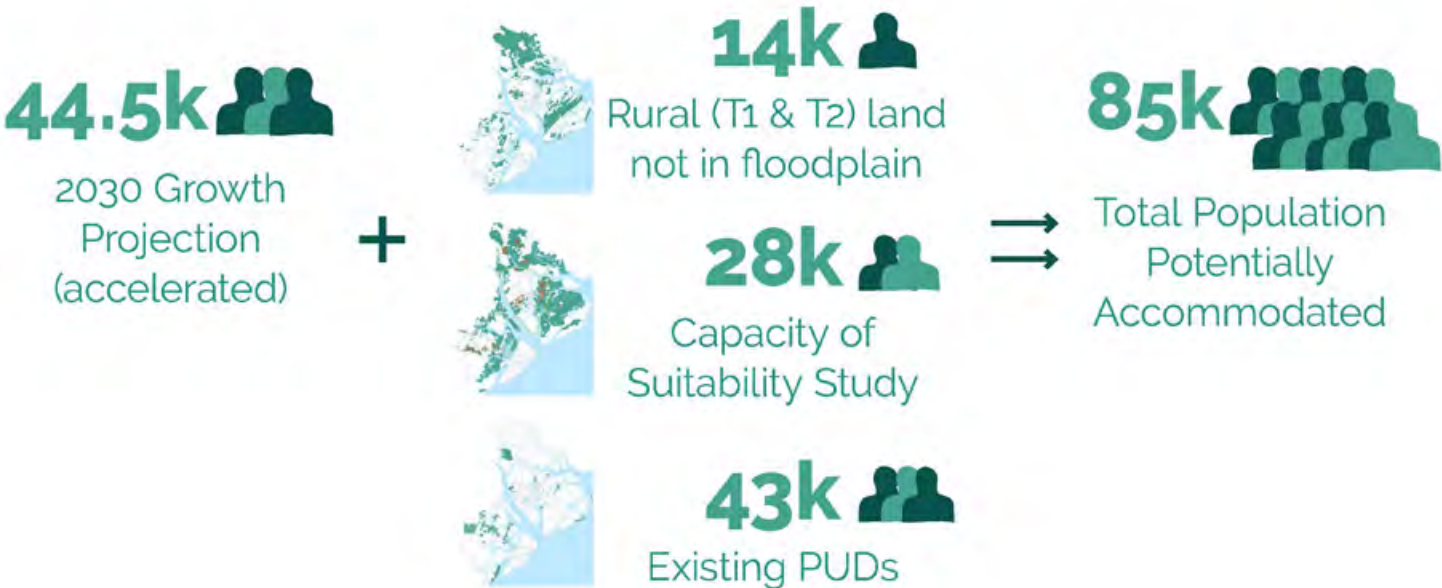 44.5k
2030 Growth
Projection
(accelerated)
+
14k
Rural (T1 & T2) land
not in floodplain
28k
Capacity of
Suitability Study
43k
Existing PUDs
85k
Total Population
Potentially
Accommodated